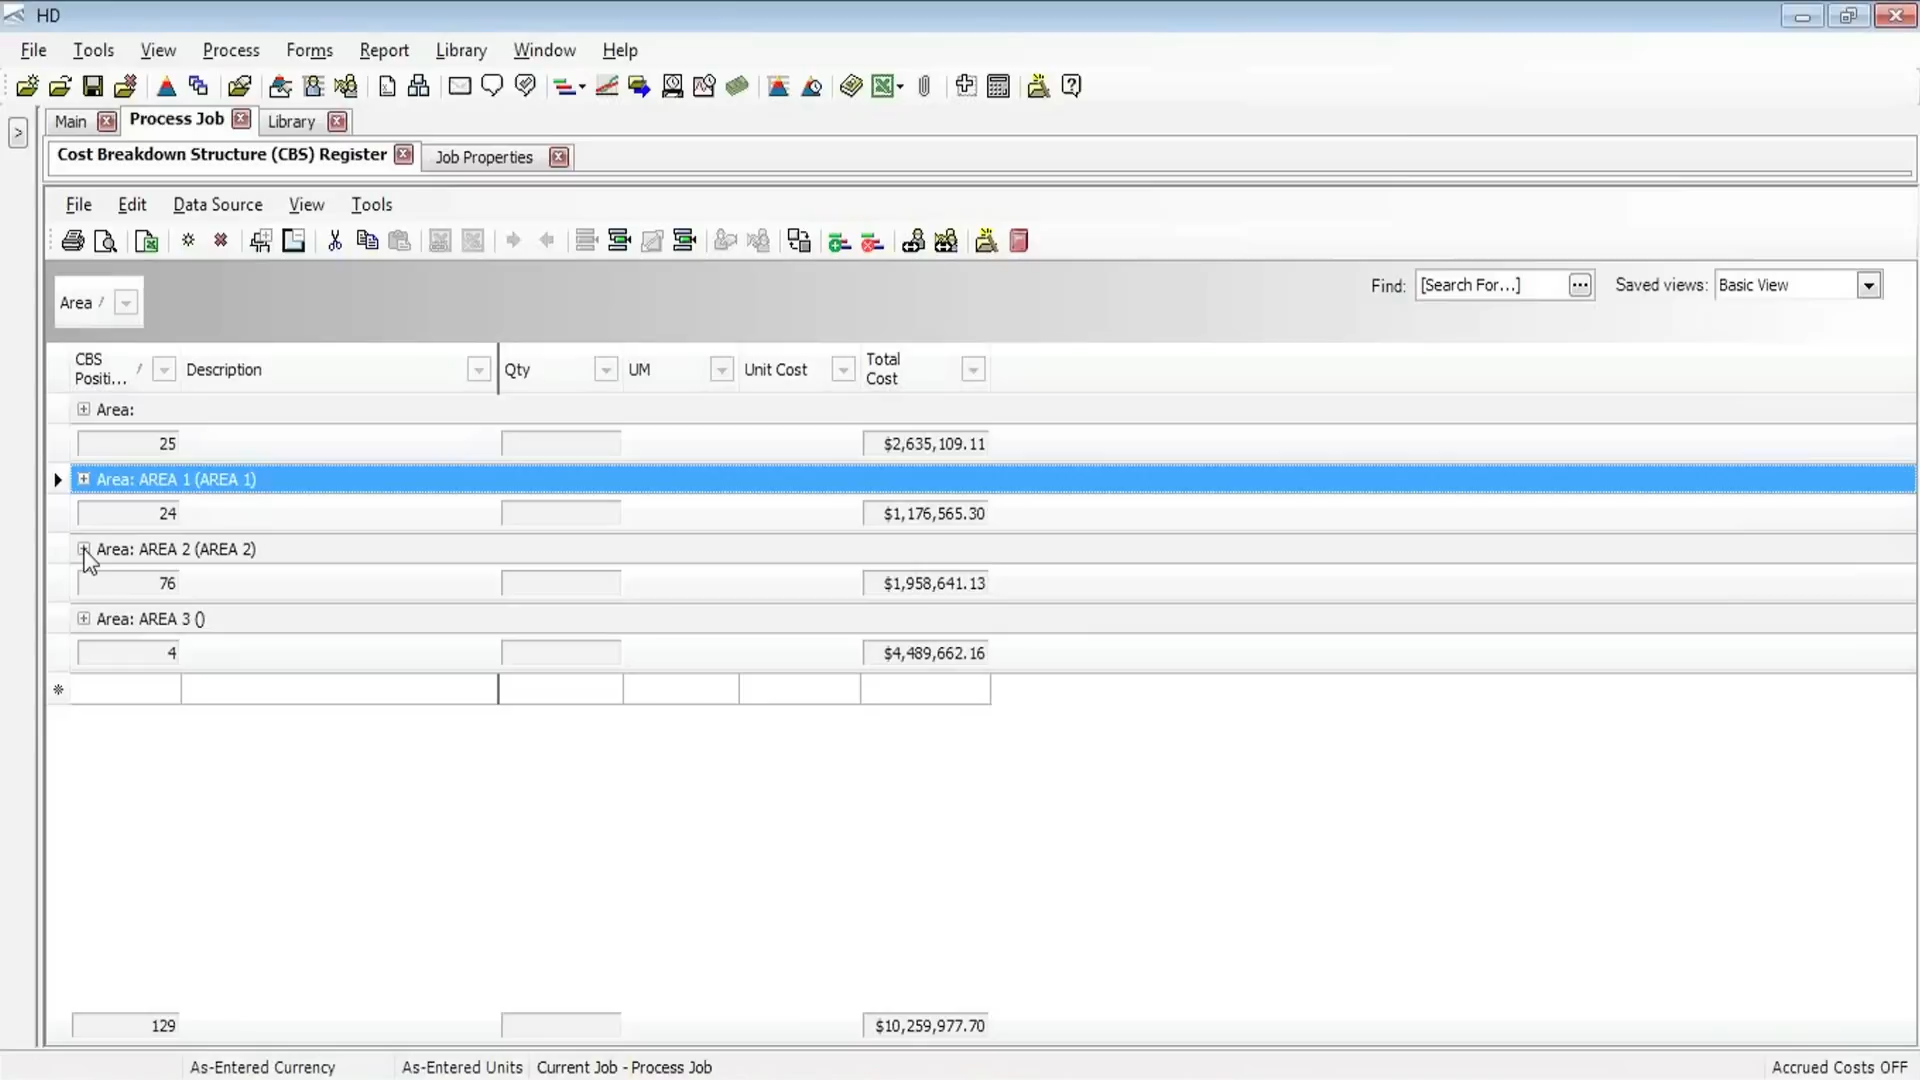 HD
File Tools View Process Forms Report Library Window Help
Main Process Job Library
>
Cost Breakdown Structure (CBS) Register Job Properties
File Edit Data Source View Tools
Area / Find: [Search For...] Saved views: Basic View
CBS Positi... / Description Qty UM Unit Cost Total Cost
Area:
25 $2,635,109.11
Area: AREA 1 (AREA 1)
24 $1,176,565.30
Area: AREA 2 (AREA 2)
76 $1,958,641.13
Area: AREA 3 ()
4 $4,489,662.16
129 $10,259,977.70
As-Entered Currency As-Entered Units Current Job - Process Job Accrued Costs OFF